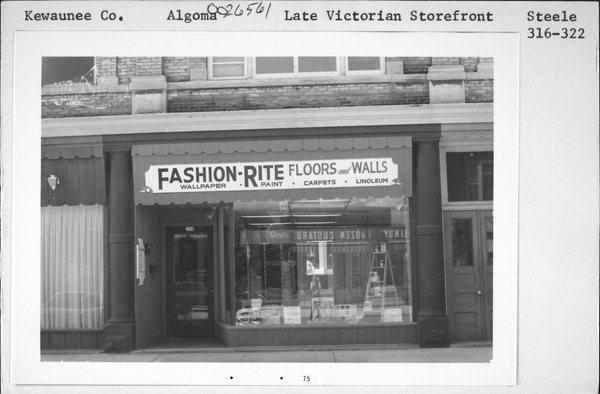 Kewaunee Co. Algoma 0026561 Late Victorian Storefront Steele
316-322
FASHION-RITE FLOORS and WALLS
WALLPAPER · PAINT · CARPETS · LINOLEUM
FROZEN CUSTARD
75